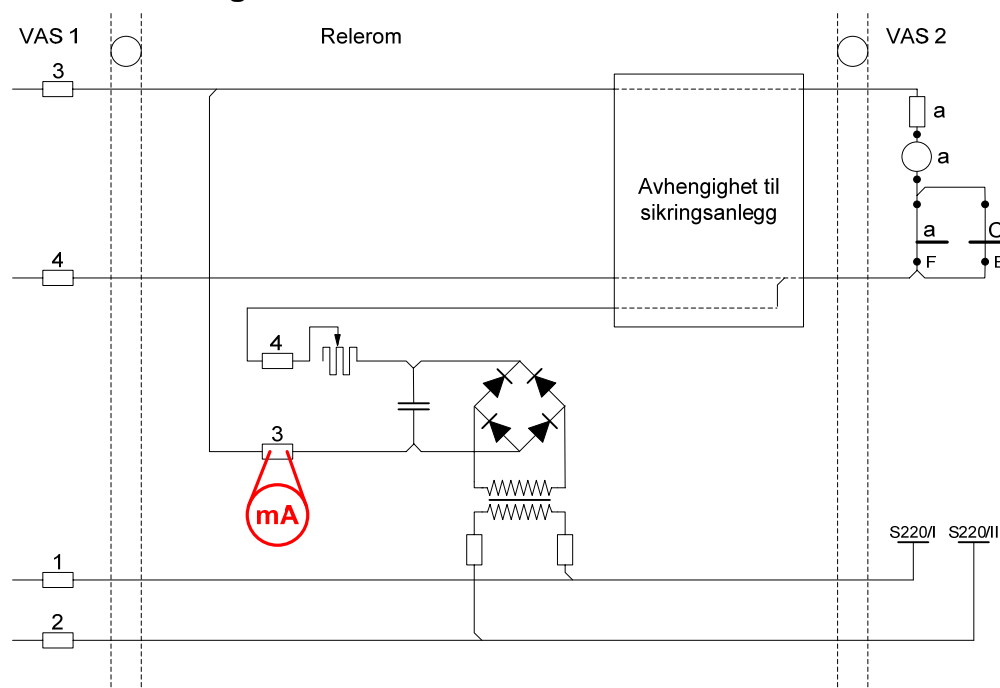 VAS 1
Relerom
VAS 2
3
a
a
Avhengighet til
sikringsanlegg
a
F
4
4
3
mA
S220/I
S220/II
1
2